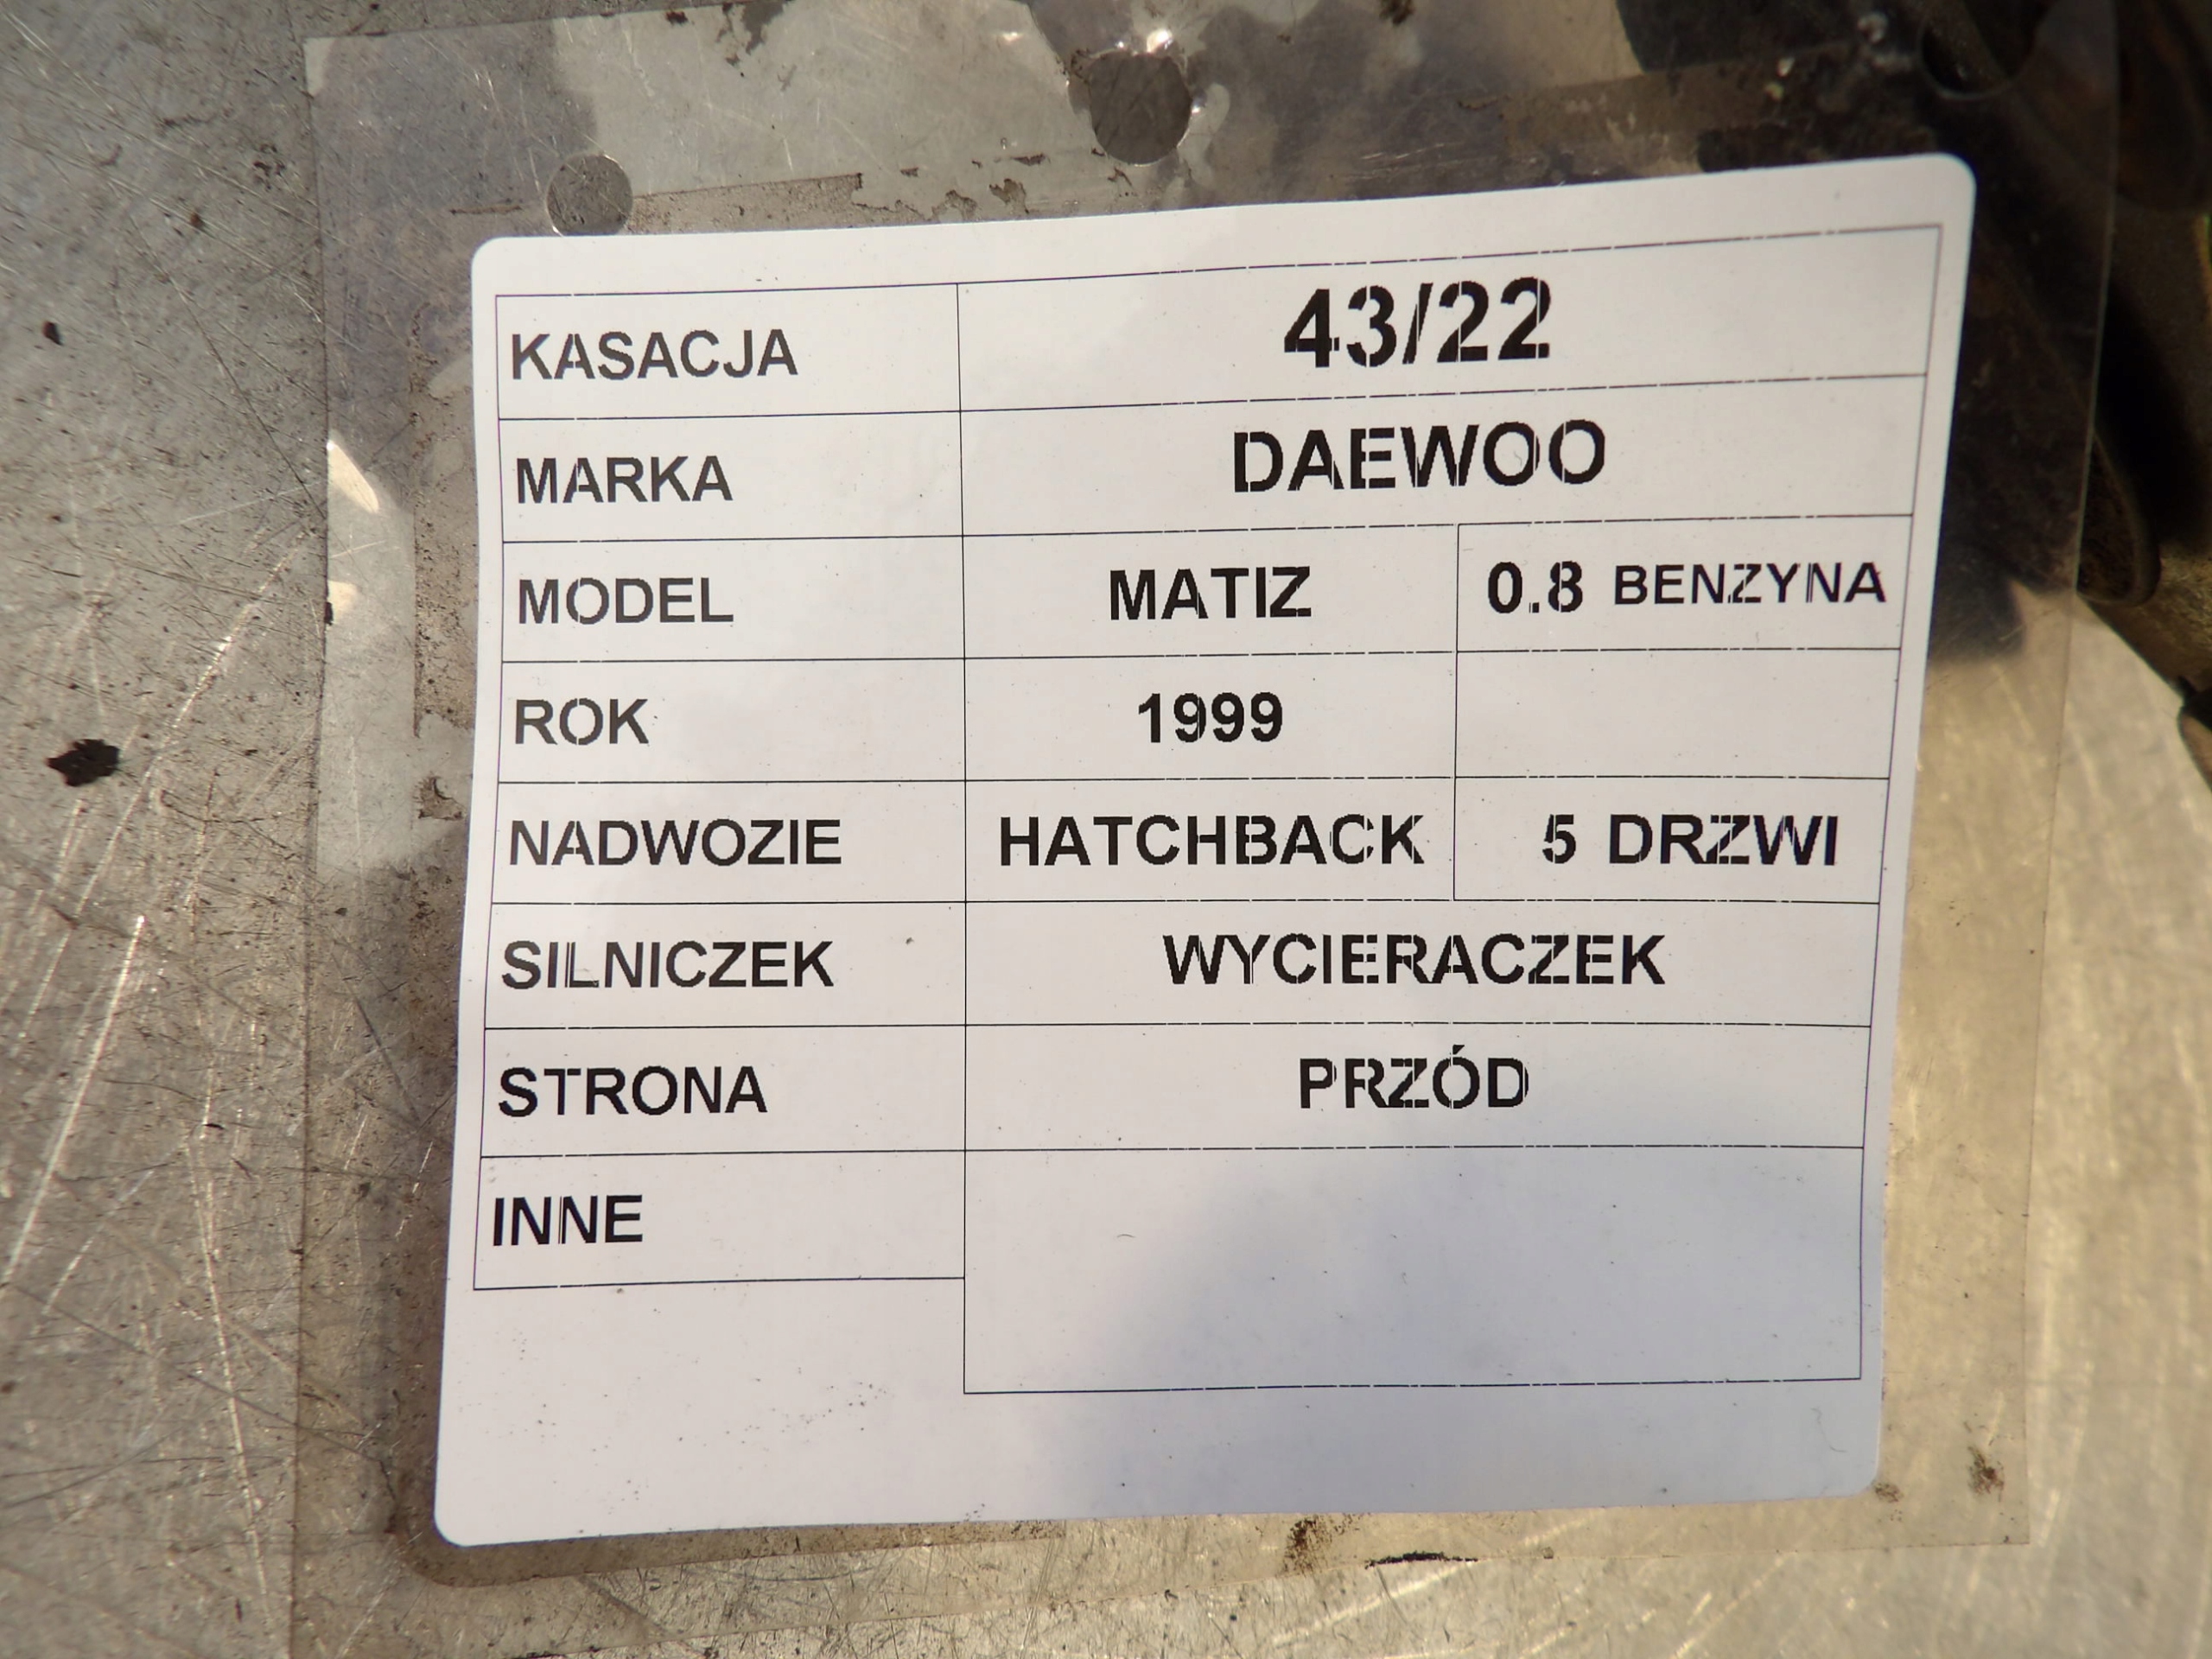 KASACJA 43/22
MARKA DAEWOO
MODEL MATIZ 0.8 BENZYNA
ROK 1999
NADWOZIE HATCHBACK 5 DRZWI
SILNICZEK WYCIERACZEK
STRONA PRZÓD
INNE